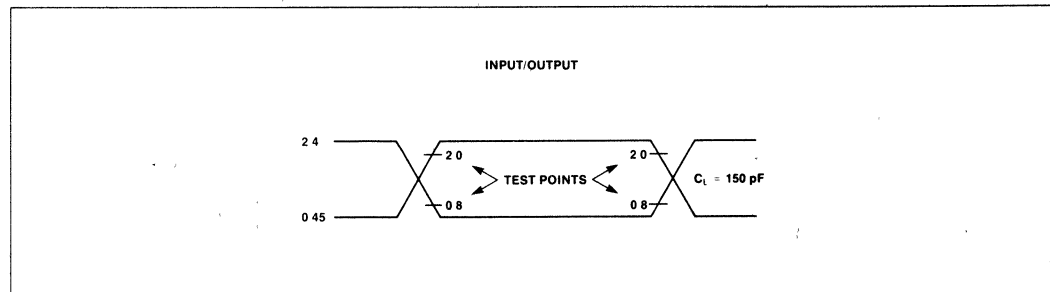 INPUT/OUTPUT
2 4
2 0
2 0
TEST POINTS
C_L = 150 pF
0 8
0 8
0 45